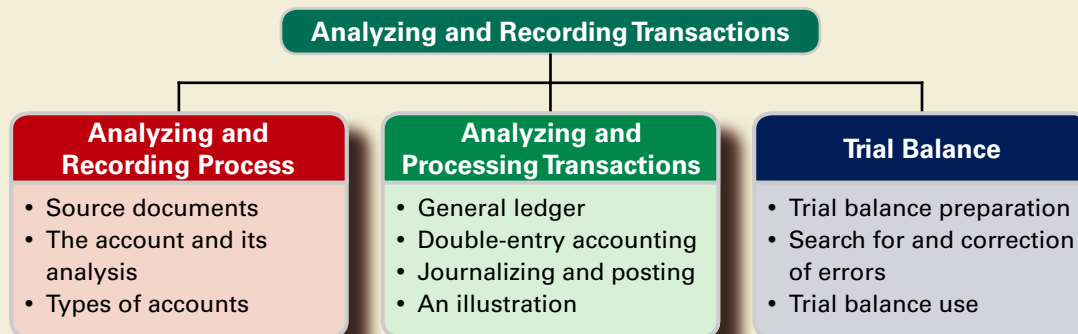 Analyzing and Recording Transactions
Analyzing and
Recording Process
• Source documents
• The account and its
analysis
• Types of accounts
Analyzing and
Processing Transactions
• General ledger
• Double-entry accounting
• Journalizing and posting
• An illustration
Trial Balance
• Trial balance preparation
• Search for and correction
of errors
• Trial balance use